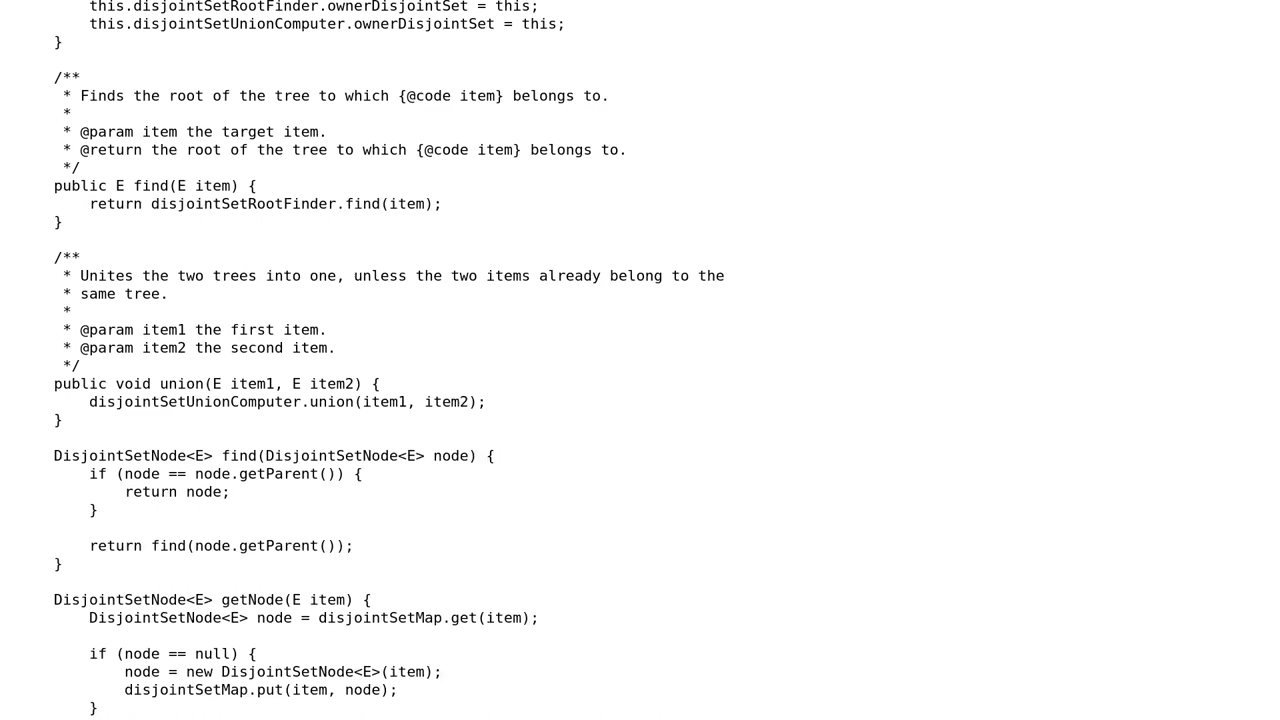 this.disjointSetRootFinder.ownerDisjointSet = this;
this.disjointSetUnionComputer.ownerDisjointSet = this;
}
/**
* Finds the root of the tree to which {@code item} belongs to.
*
* @param item the target item.
* @return the root of the tree to which {@code item} belongs to.
*/
public E find(E item) {
return disjointSetRootFinder.find(item);
}
/**
* Unites the two trees into one, unless the two items already belong to the
* same tree.
*
* @param item1 the first item.
* @param item2 the second item.
*/
public void union(E item1, E item2) {
disjointSetUnionComputer.union(item1, item2);
}
DisjointSetNode<E> find(DisjointSetNode<E> node) {
if (node == node.getParent()) {
return node;
}
return find(node.getParent());
}
DisjointSetNode<E> getNode(E item) {
DisjointSetNode<E> node = disjointSetMap.get(item);
if (node == null) {
node = new DisjointSetNode<E>(item);
disjointSetMap.put(item, node);
}